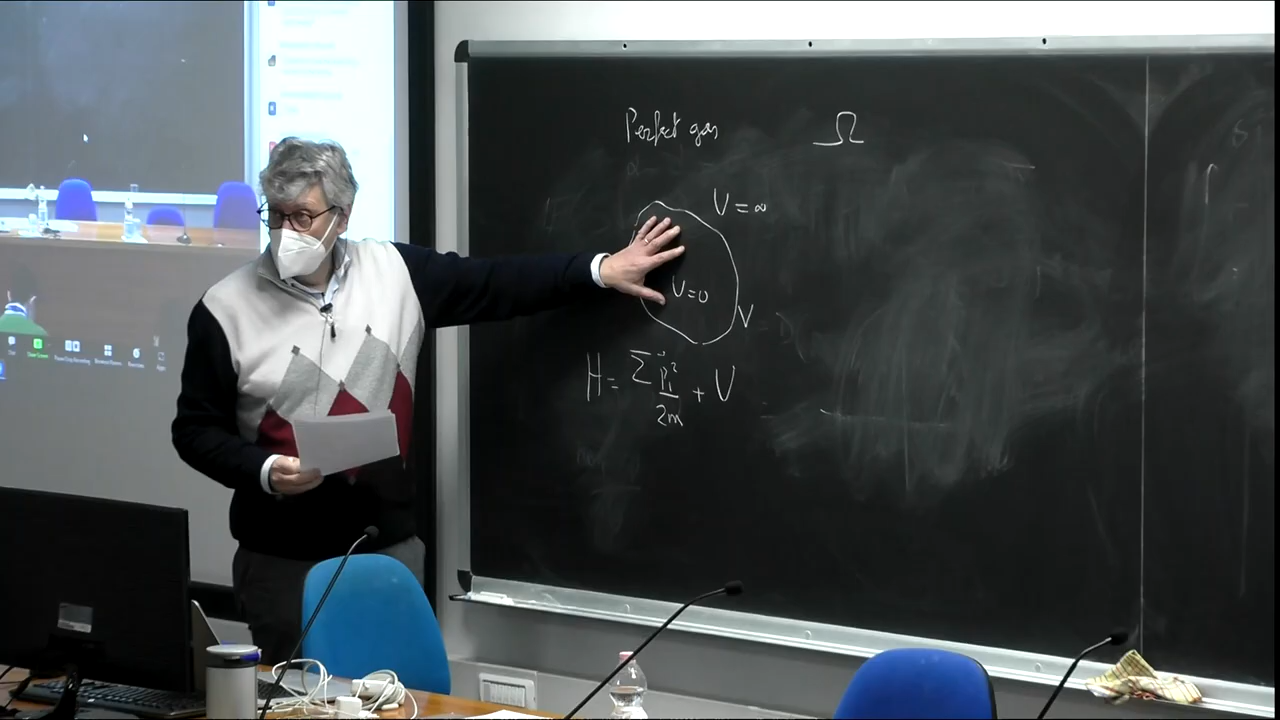 Perfect gas Ω
V = ∞
V = 0
V
H = Σ p⃗ᵢ² / 2m + V